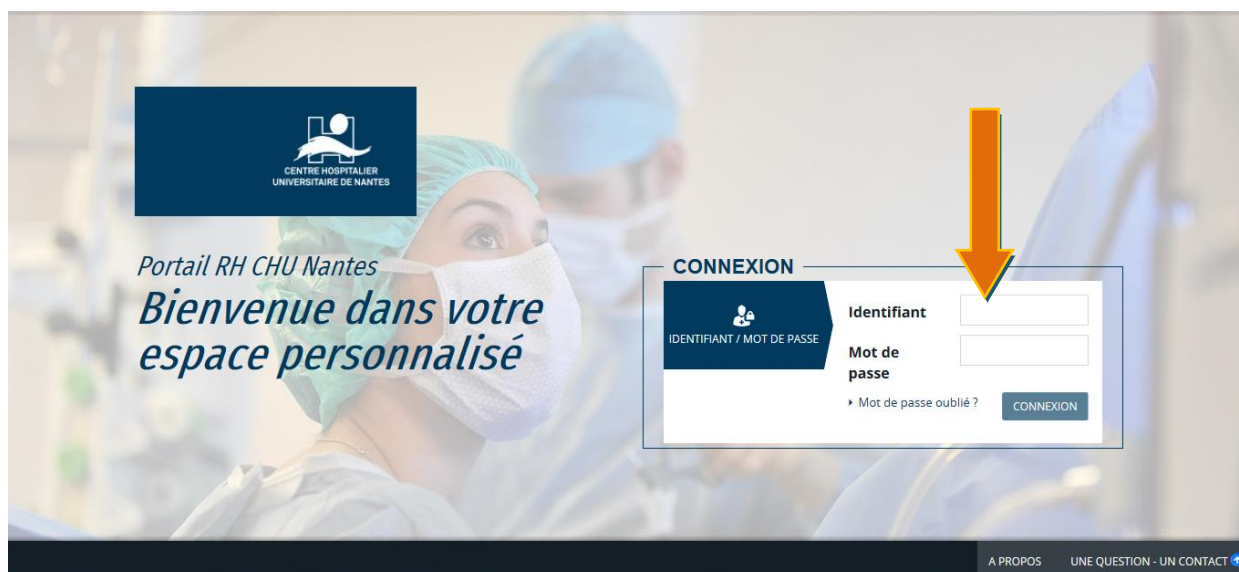 CENTRE HOSPITALIER
UNIVERSITAIRE DE NANTES
Portail RH CHU Nantes
Bienvenue dans votre
espace personnalisé
CONNEXION
IDENTIFIANT / MOT DE PASSE
Identifiant
Mot de
passe
Mot de passe oublié ?
CONNEXION
A PROPOS
UNE QUESTION - UN CONTACT